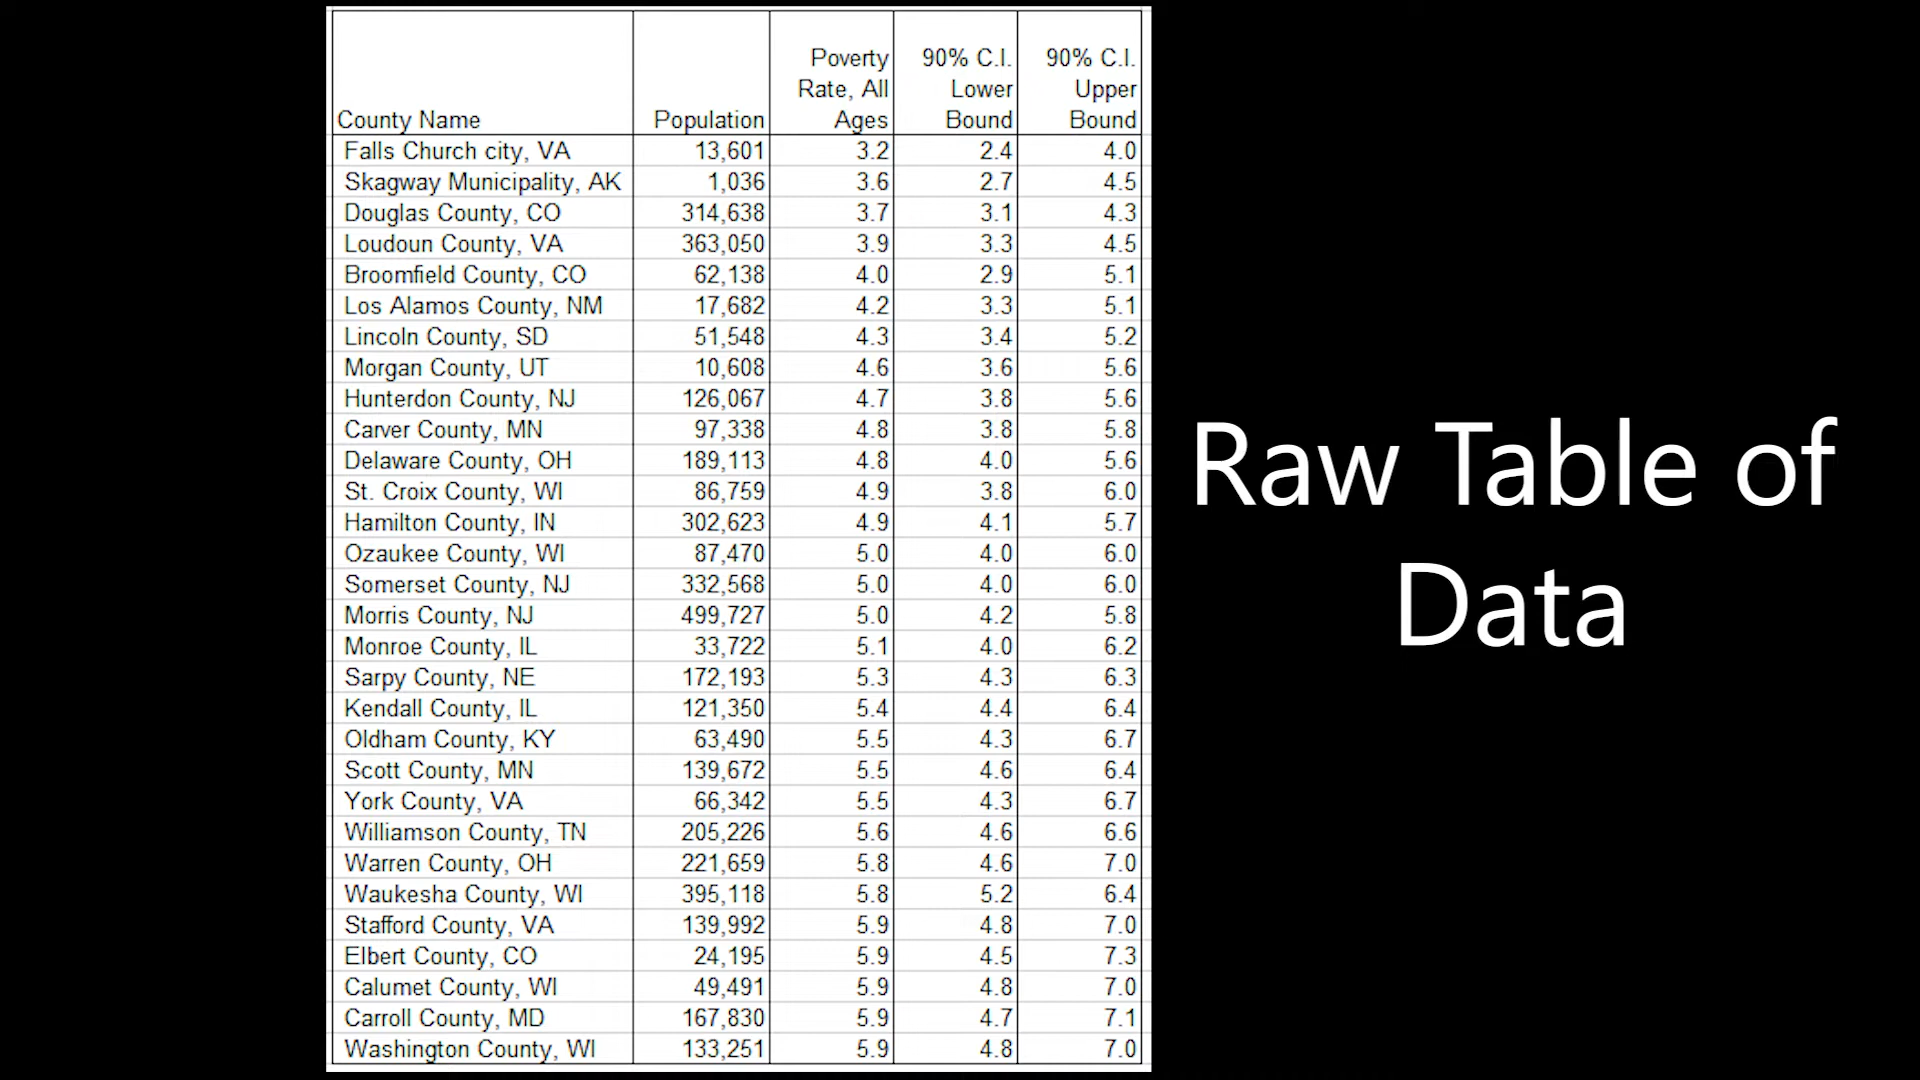 County Name Population Poverty Rate, All Ages 90% C.I. Lower Bound 90% C.I. Upper Bound
Falls Church city, VA 13,601 3.2 2.4 4.0
Skagway Municipality, AK 1,036 3.6 2.7 4.5
Douglas County, CO 314,638 3.7 3.1 4.3
Loudoun County, VA 363,050 3.9 3.3 4.5
Broomfield County, CO 62,138 4.0 2.9 5.1
Los Alamos County, NM 17,682 4.2 3.3 5.1
Lincoln County, SD 51,548 4.3 3.4 5.2
Morgan County, UT 10,608 4.6 3.6 5.6
Hunterdon County, NJ 126,067 4.7 3.8 5.6
Carver County, MN 97,338 4.8 3.8 5.8
Delaware County, OH 189,113 4.8 4.0 5.6
St. Croix County, WI 86,759 4.9 3.8 6.0
Hamilton County, IN 302,623 4.9 4.1 5.7
Ozaukee County, WI 87,470 5.0 4.0 6.0
Somerset County, NJ 332,568 5.0 4.0 6.0
Morris County, NJ 499,727 5.0 4.2 5.8
Monroe County, IL 33,722 5.1 4.0 6.2
Sarpy County, NE 172,193 5.3 4.3 6.3
Kendall County, IL 121,350 5.4 4.4 6.4
Oldham County, KY 63,490 5.5 4.3 6.7
Scott County, MN 139,672 5.5 4.6 6.4
York County, VA 66,342 5.5 4.3 6.7
Williamson County, TN 205,226 5.6 4.6 6.6
Warren County, OH 221,659 5.8 4.6 7.0
Waukesha County, WI 395,118 5.8 5.2 6.4
Stafford County, VA 139,992 5.9 4.8 7.0
Elbert County, CO 24,195 5.9 4.5 7.3
Calumet County, WI 49,491 5.9 4.8 7.0
Carroll County, MD 167,830 5.9 4.7 7.1
Washington County, WI 133,251 5.9 4.8 7.0
Raw Table of
Data